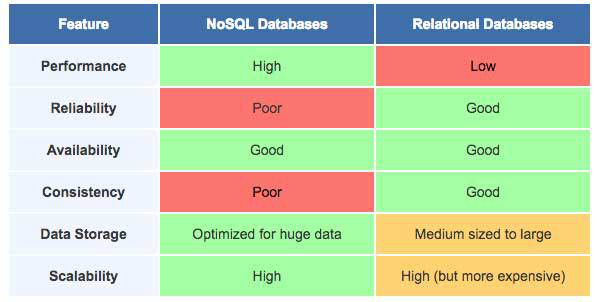 Feature NoSQL Databases Relational Databases
Performance High Low
Reliability Poor Good
Availability Good Good
Consistency Poor Good
Data Storage Optimized for huge data Medium sized to large
Scalability High High (but more expensive)